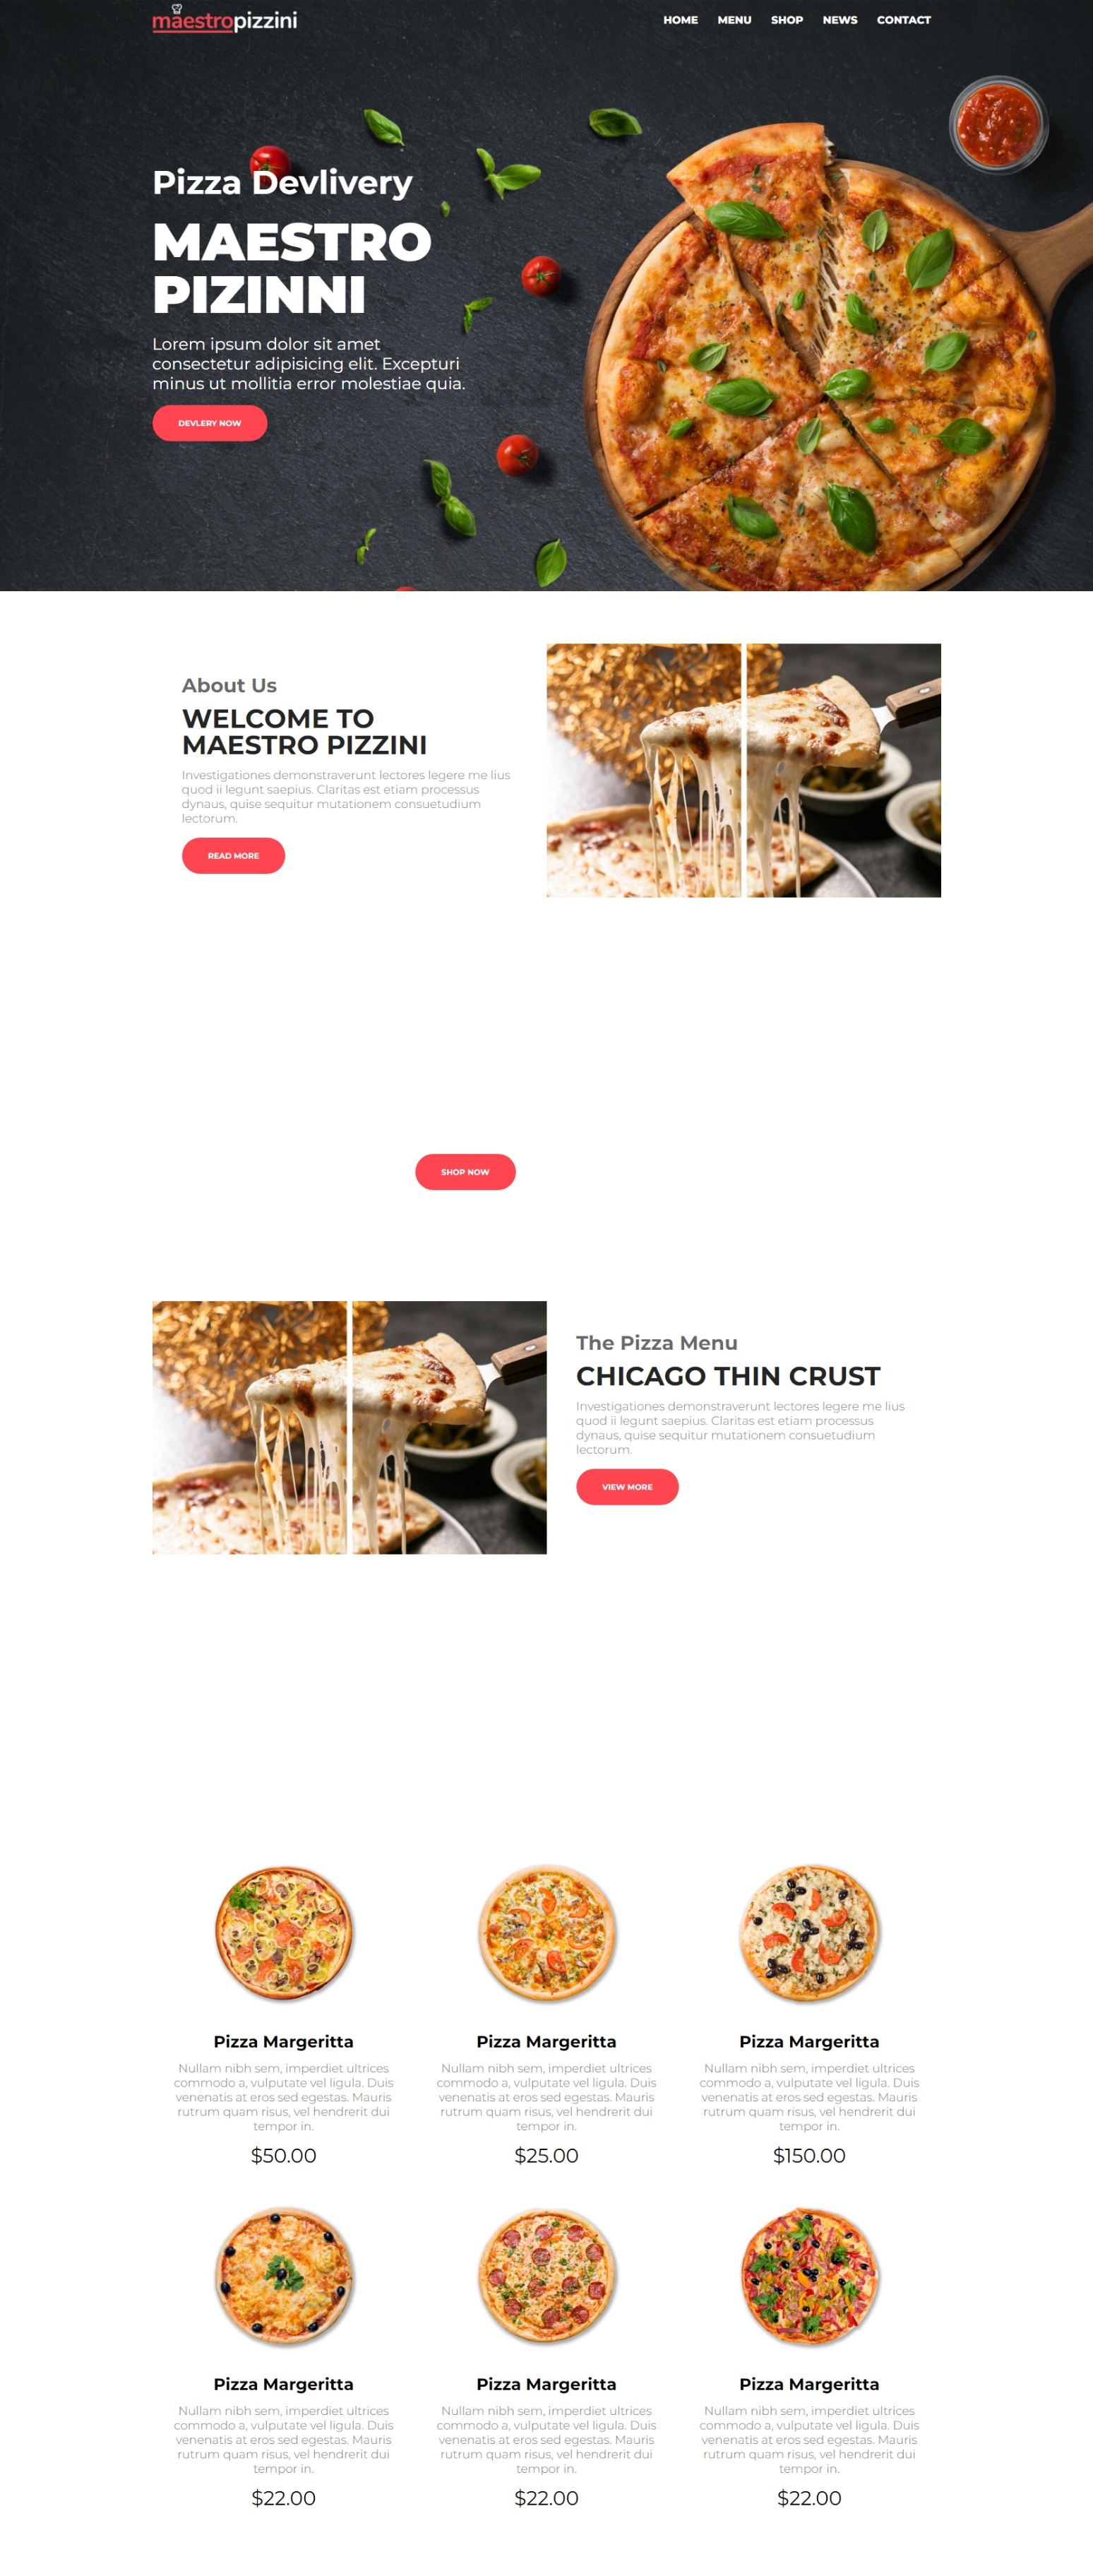 maestropizzini
HOME MENU SHOP NEWS CONTACT
Pizza Devlivery
MAESTRO
PIZINNI
Lorem ipsum dolor sit amet
consectetur adipisicing elit. Excepturi
minus ut mollitia error molestiae quia.
DEVLERY NOW
About Us
WELCOME TO
MAESTRO PIZZINI
Investigationes demonstraverunt lectores legere me lius
quod ii legunt saepius. Claritas est etiam processus
dynaus, quise sequitur mutationem consuetudium
lectorum.
READ MORE
SHOP NOW
The Pizza Menu
CHICAGO THIN CRUST
Investigationes demonstraverunt lectores legere me lius
quod ii legunt saepius. Claritas est etiam processus
dynaus, quise sequitur mutationem consuetudium
lectorum.
VIEW MORE
Pizza Margeritta
Nullam nibh sem, imperdiet ultrices
commodo a, vulputate vel ligula. Duis
venenatis at eros sed egestas. Mauris
rutrum quam risus, vel hendrerit dui
tempor in.
$50.00
Pizza Margeritta
Nullam nibh sem, imperdiet ultrices
commodo a, vulputate vel ligula. Duis
venenatis at eros sed egestas. Mauris
rutrum quam risus, vel hendrerit dui
tempor in.
$25.00
Pizza Margeritta
Nullam nibh sem, imperdiet ultrices
commodo a, vulputate vel ligula. Duis
venenatis at eros sed egestas. Mauris
rutrum quam risus, vel hendrerit dui
tempor in.
$150.00
Pizza Margeritta
Nullam nibh sem, imperdiet ultrices
commodo a, vulputate vel ligula. Duis
venenatis at eros sed egestas. Mauris
rutrum quam risus, vel hendrerit dui
tempor in.
$22.00
Pizza Margeritta
Nullam nibh sem, imperdiet ultrices
commodo a, vulputate vel ligula. Duis
venenatis at eros sed egestas. Mauris
rutrum quam risus, vel hendrerit dui
tempor in.
$22.00
Pizza Margeritta
Nullam nibh sem, imperdiet ultrices
commodo a, vulputate vel ligula. Duis
venenatis at eros sed egestas. Mauris
rutrum quam risus, vel hendrerit dui
tempor in.
$22.00